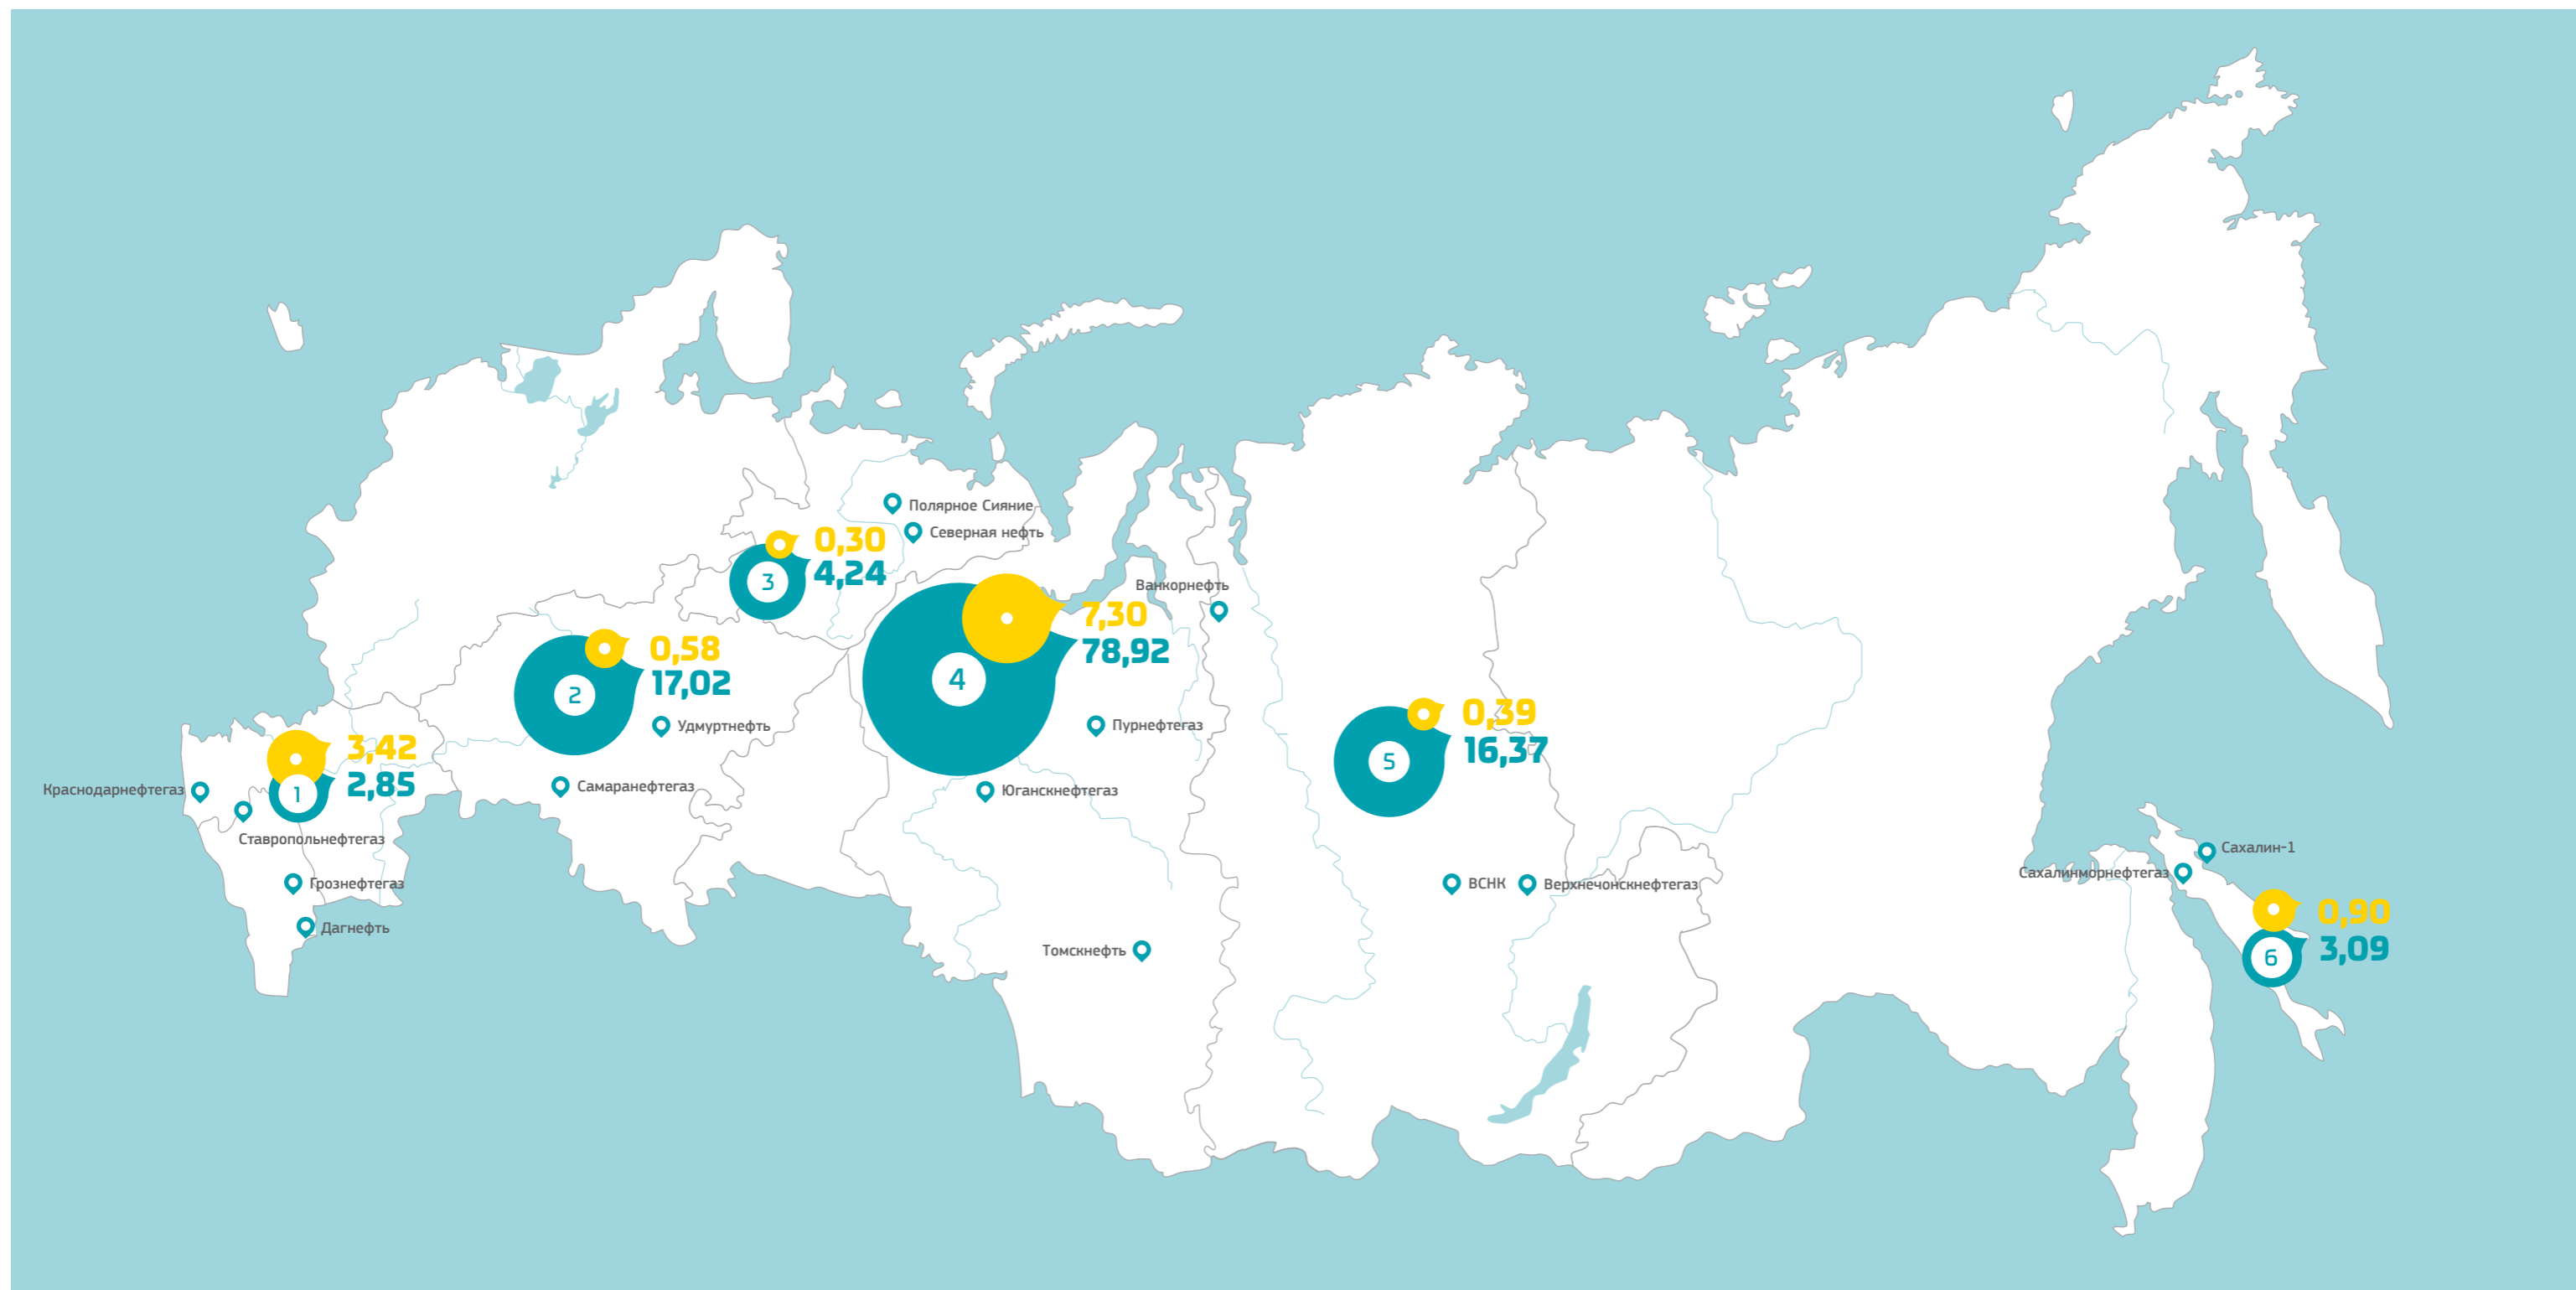 Полярное Сияние
Северная нефть
0,30
4,24
3
Ванкорнефть
7,30
78,92
4
0,58
17,02
2
Удмуртнефть
Пурнефтегаз
0,39
16,37
5
3,42
2,85
1
Краснодарнефтегаз
Самаранефтегаз
Юганскнефтегаз
Ставропольнефтегаз
Сахалин-1
Сахалинморнефтегаз
Грознефтегаз
ВСНК
Верхнечонскнефтегаз
Дагнефть
Томскнефть
0,90
3,09
6